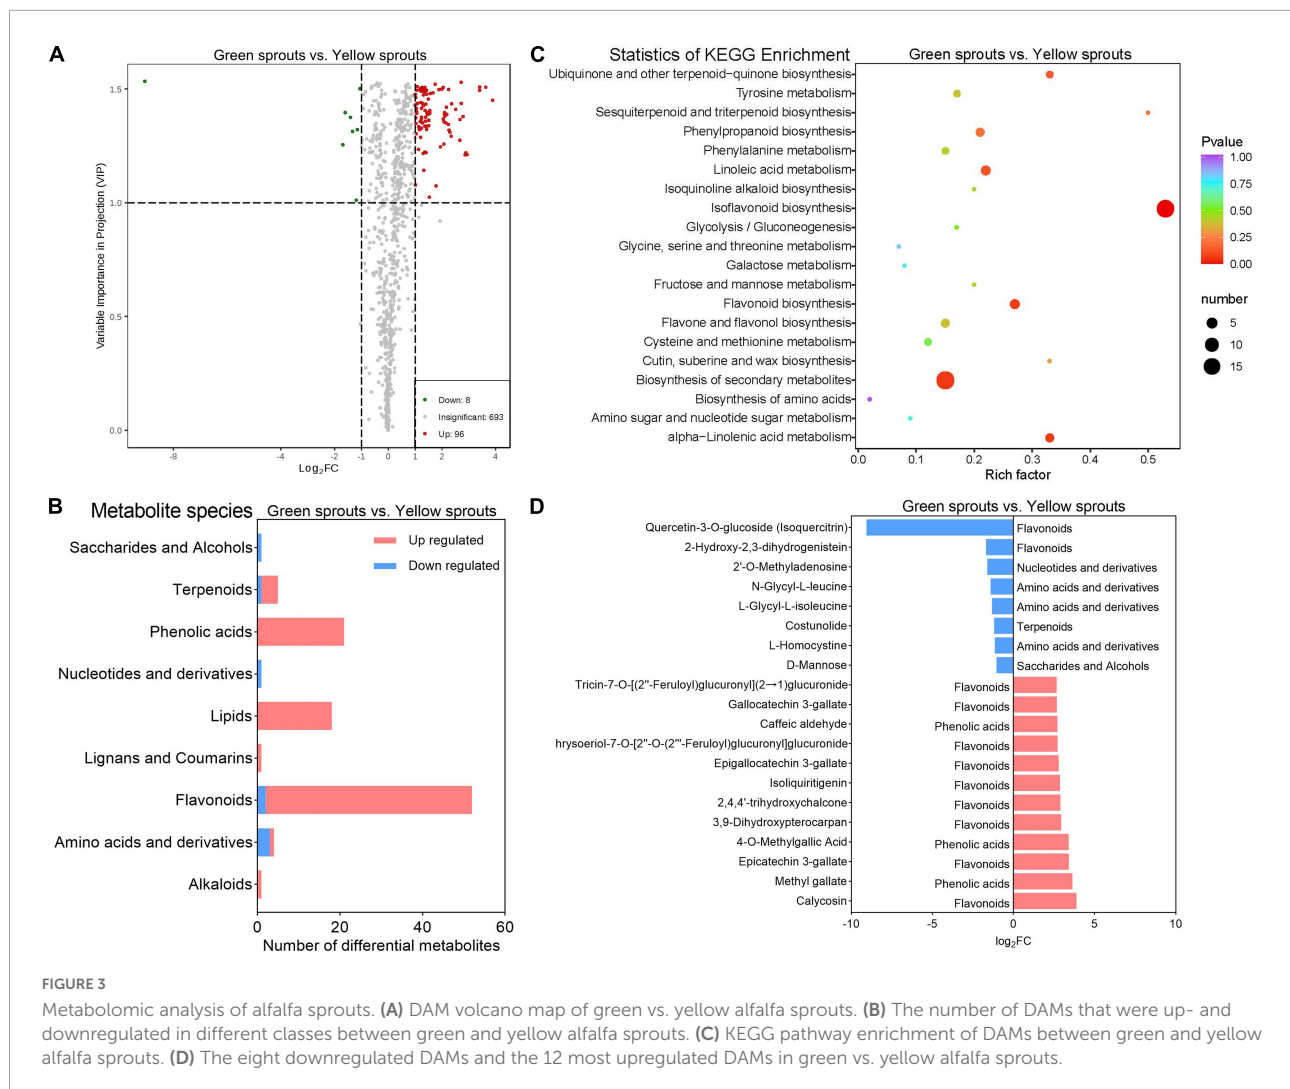 A
Green sprouts vs. Yellow sprouts
Variable Importance in Projection (VIP)
1.5
1.0
0.5
0.0
Down: 8
Insignificant: 693
Up: 96
-8
-4
-2
-1
0
1
2
4
Log2FC
B
Metabolite species
Green sprouts vs. Yellow sprouts
Up regulated
Down regulated
Saccharides and Alcohols
Terpenoids
Phenolic acids
Nucleotides and derivatives
Lipids
Lignans and Coumarins
Flavonoids
Amino acids and derivatives
Alkaloids
0
20
40
60
Number of differential metabolites
C
Statistics of KEGG Enrichment
Green sprouts vs. Yellow sprouts
Ubiquinone and other terpenoid−quinone biosynthesis
Tyrosine metabolism
Sesquiterpenoid and triterpenoid biosynthesis
Phenylpropanoid biosynthesis
Phenylalanine metabolism
Linoleic acid metabolism
Isoquinoline alkaloid biosynthesis
Isoflavonoid biosynthesis
Glycolysis / Gluconeogenesis
Glycine, serine and threonine metabolism
Galactose metabolism
Fructose and mannose metabolism
Flavonoid biosynthesis
Flavone and flavonol biosynthesis
Cysteine and methionine metabolism
Cutin, suberine and wax biosynthesis
Biosynthesis of secondary metabolites
Biosynthesis of amino acids
Amino sugar and nucleotide sugar metabolism
alpha−Linolenic acid metabolism
0.0
0.1
0.2
0.3
0.4
0.5
Rich factor
Pvalue
1.00
0.75
0.50
0.25
0.00
number
5
10
15
D
Green sprouts vs. Yellow sprouts
Quercetin-3-O-glucoside (Isoquercitrin) Flavonoids
2-Hydroxy-2,3-dihydrogenistein Flavonoids
2'-O-Methyladenosine Nucleotides and derivatives
N-Glycyl-L-leucine Amino acids and derivatives
L-Glycyl-L-isoleucine Amino acids and derivatives
Costunolide Terpenoids
L-Homocystine Amino acids and derivatives
D-Mannose Saccharides and Alcohols
Tricin-7-O-[(2"-Feruloyl)glucuronyl](2→1)glucuronide Flavonoids
Gallocatechin 3-gallate Flavonoids
Caffeic aldehyde Phenolic acids
hrysoeriol-7-O-[2"-O-(2"'-Feruloyl)glucuronyl]glucuronide Flavonoids
Epigallocatechin 3-gallate Flavonoids
Isoliquiritigenin Flavonoids
2,4,4'-trihydroxychalcone Flavonoids
3,9-Dihydroxypterocarpan Flavonoids
4-O-Methylgallic Acid Phenolic acids
Epicatechin 3-gallate Flavonoids
Methyl gallate Phenolic acids
Calycosin Flavonoids
-10
-5
0
5
10
log2FC
FIGURE 3
Metabolomic analysis of alfalfa sprouts. (A) DAM volcano map of green vs. yellow alfalfa sprouts. (B) The number of DAMs that were up- and
downregulated in different classes between green and yellow alfalfa sprouts. (C) KEGG pathway enrichment of DAMs between green and yellow
alfalfa sprouts. (D) The eight downregulated DAMs and the 12 most upregulated DAMs in green vs. yellow alfalfa sprouts.